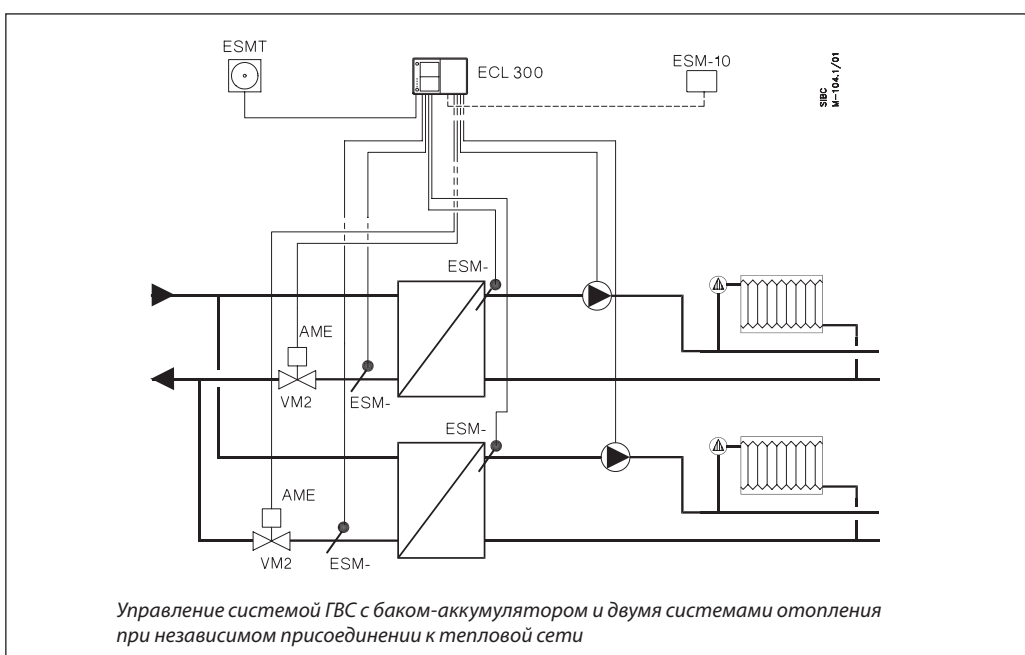 ESMT
ECL 300
ESM-10
SIBC
M-104.1/01
ESM-
AME
VM2
ESM-
ESM-
AME
VM2
ESM-
Управление системой ГВС с баком-аккумулятором и двумя системами отопления
при независимом присоединении к тепловой сети